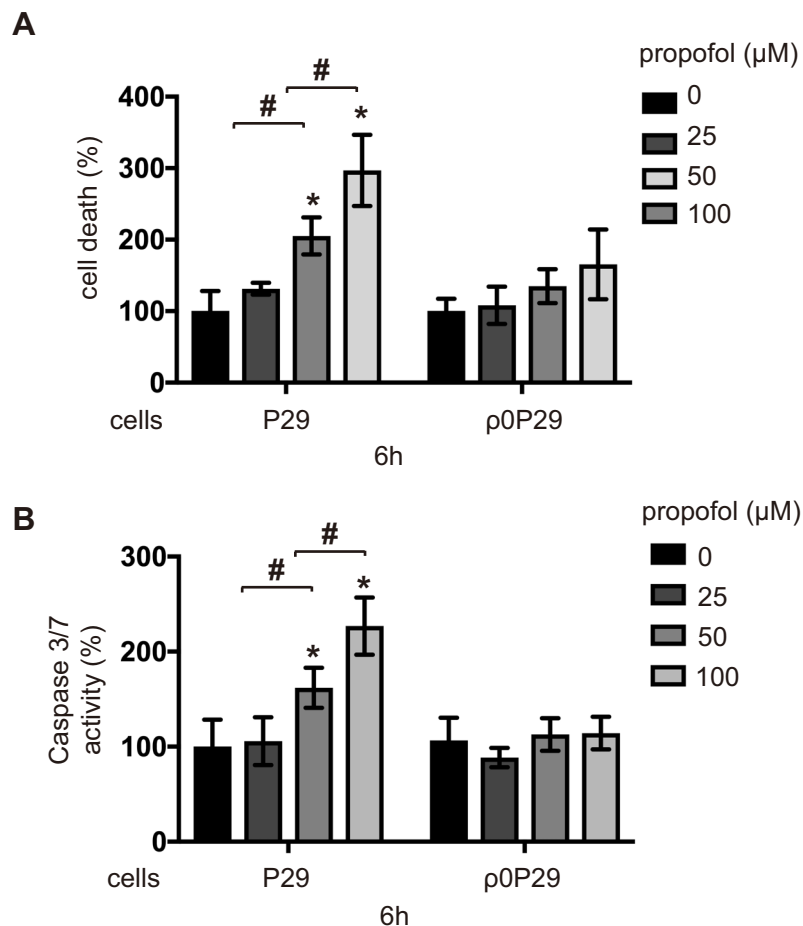 A
propofol (μM)
0
25
50
100
cell death (%)
400
300
200
100
0
#
#
*
*
cells
P29
ρ0P29
6h
B
propofol (μM)
0
25
50
100
Caspase 3/7
activity (%)
300
200
100
0
#
#
*
*
cells
P29
ρ0P29
6h